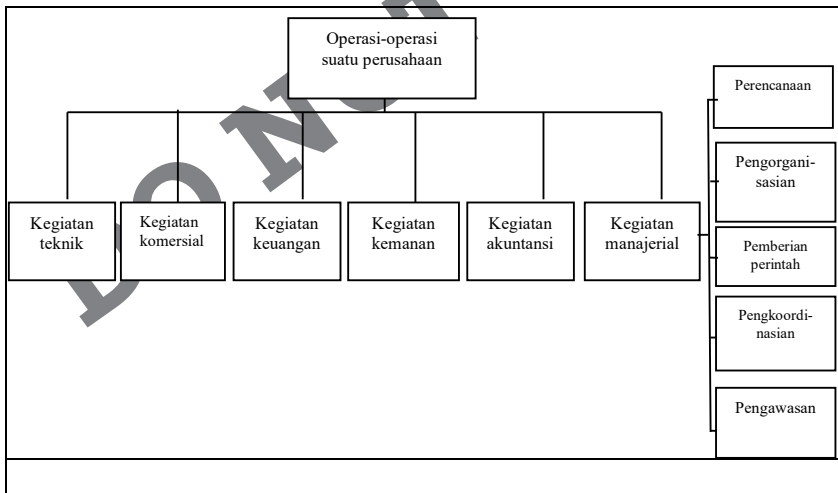 Operasi-operasi
suatu perusahaan
Kegiatan
teknik
Kegiatan
komersial
Kegiatan
keuangan
Kegiatan
kemanan
Kegiatan
akuntansi
Kegiatan
manajerial
Perencanaan
Pengorgani-
sasian
Pemberian
perintah
Pengkoordi-
nasian
Pengawasan